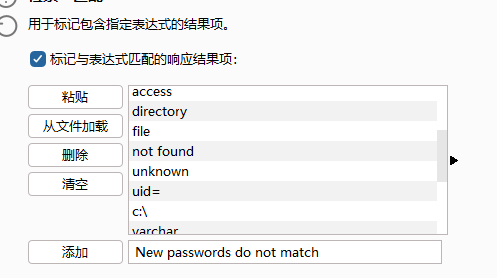 用于标记包含指定表达式的结果项。
标记与表达式匹配的响应结果项：
粘贴
从文件加载
删除
清空
access
directory
file
not found
unknown
uid=
c:\
varchar
添加
New passwords do not match